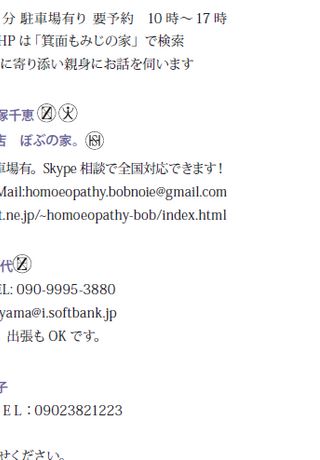 分 駐車場有り 要予約　10 時～ 17 時
HP は「箕面もみじの家」で検索
に寄り添い親身にお話を伺います
塚千恵
店　ぼぶの家。
車場有。Skype 相談で全国対応できます！
Mail:homoeopathy.bobnoie@gmail.com
t.ne.jp/~homoeopathy-bob/index.html
代
EL: 090-9995-3880
yama@i.softbank.jp
出張も OK です。
子
T E L：09023821223
せください。